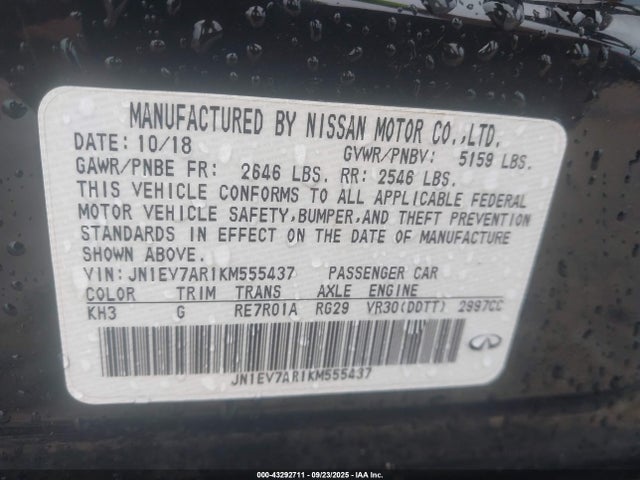 MANUFACTURED BY NISSAN MOTOR CO.,LTD.
DATE: 10/18 GVWR/PNBV: 5159 LBS.
GAWR/PNBE FR: 2646 LBS. RR: 2546 LBS.
THIS VEHICLE CONFORMS TO ALL APPLICABLE FEDERAL
MOTOR VEHICLE SAFETY,BUMPER,AND THEFT PREVENTION
STANDARDS IN EFFECT ON THE DATE OF MANUFACTURE
SHOWN ABOVE.
VIN: JN1EV7AR1KM555437 PASSENGER CAR
COLOR TRIM TRANS AXLE ENGINE
KH3 G RE7R01A RG29 VR30(DDTT) 2997CC
JN1EV7AR1KM555437
000-43292711 - 09/23/2025 - IAA Inc.